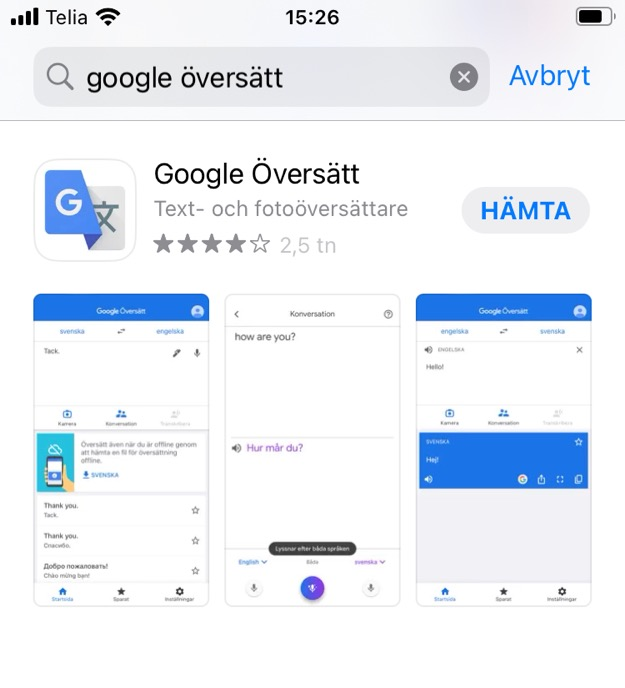 Telia 15:26
google översätt
Avbryt
Google Översätt
Text- och fotoöversättare
HÄMTA
2,5 tn
Google Översätt
svenska engelska
Tack.
Kamera Konversation Transkribera
Översätt även när du är offline genom
att hämta en fil för översättning
offline.
SVENSKA
Thank you.
Tack.
Thank you.
Спасибо.
Добро пожаловать!
Chào mừng bạn!
Startsida Sparat Inställningar
Konversation
how are you?
Hur mår du?
Lyssnar efter båda språken
English Båda svenska
Google Översätt
engelska svenska
ENGELSKA
Hello!
Kamera Konversation Transkribera
SVENSKA
Hej!
Startsida Sparat Inställningar